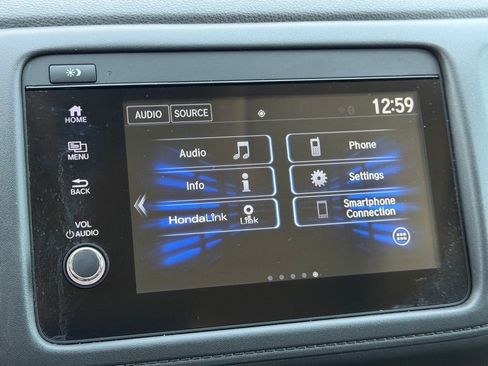 HOME
MENU
BACK
VOL
AUDIO
AUDIO SOURCE
12:59
Audio
Phone
Info
Settings
HondaLink
Link
Smartphone
Connection